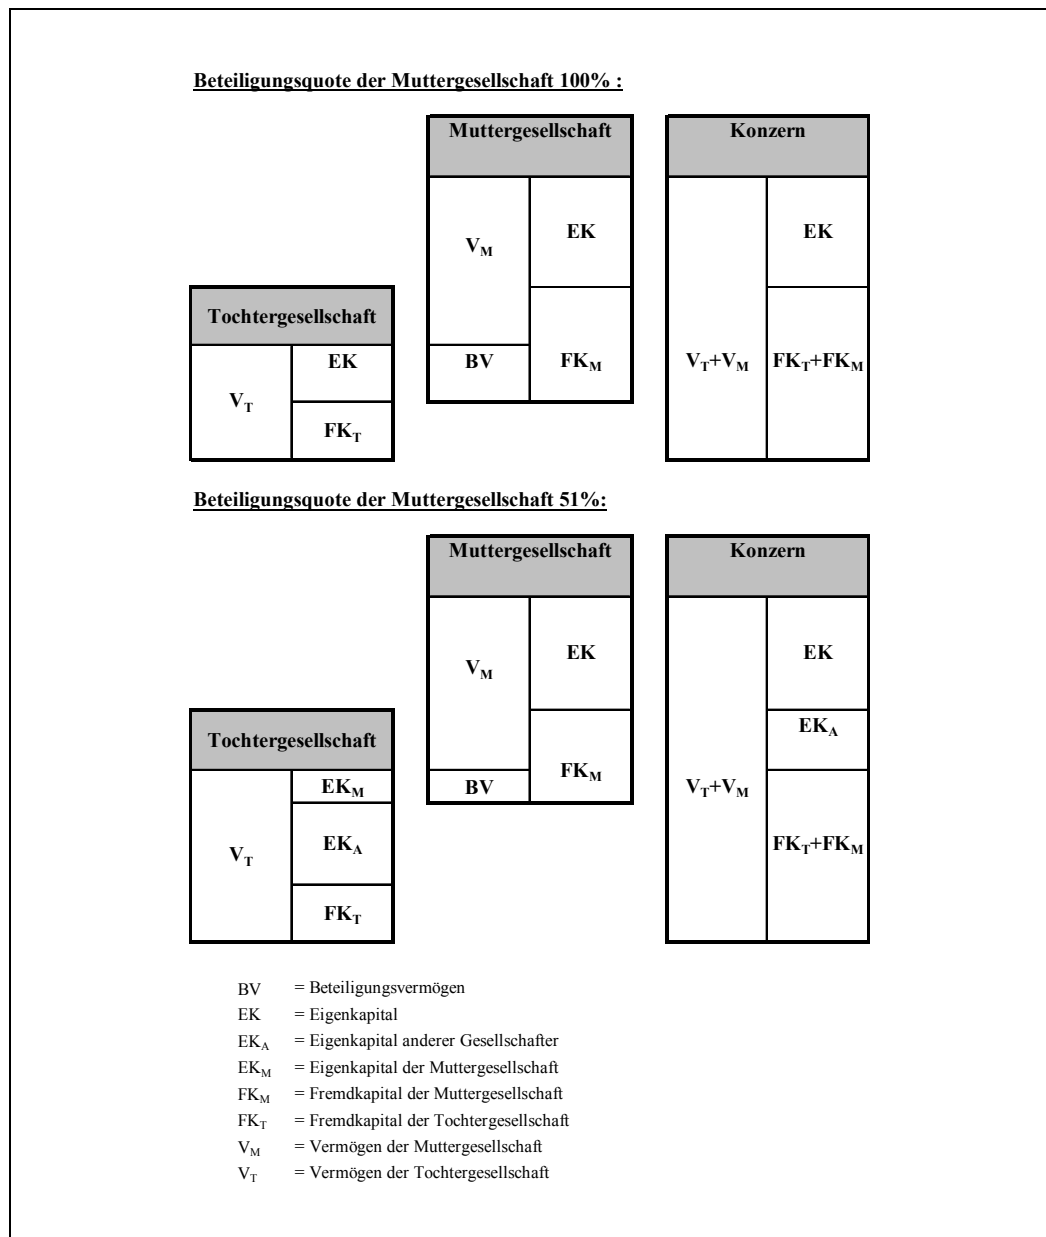 Beteiligungsquote der Muttergesellschaft 100% :
Muttergesellschaft
Konzern
V_M
EK
EK
Tochtergesellschaft
EK
V_T
FK_T
BV
FK_M
V_T+V_M
FK_T+FK_M
Beteiligungsquote der Muttergesellschaft 51%:
Muttergesellschaft
Konzern
V_M
EK
EK
EK_A
Tochtergesellschaft
EK_M
V_T
EK_A
FK_T
BV
FK_M
V_T+V_M
FK_T+FK_M
BV = Beteiligungsvermögen
EK = Eigenkapital
EK_A = Eigenkapital anderer Gesellschafter
EK_M = Eigenkapital der Muttergesellschaft
FK_M = Fremdkapital der Muttergesellschaft
FK_T = Fremdkapital der Tochtergesellschaft
V_M = Vermögen der Muttergesellschaft
V_T = Vermögen der Tochtergesellschaft